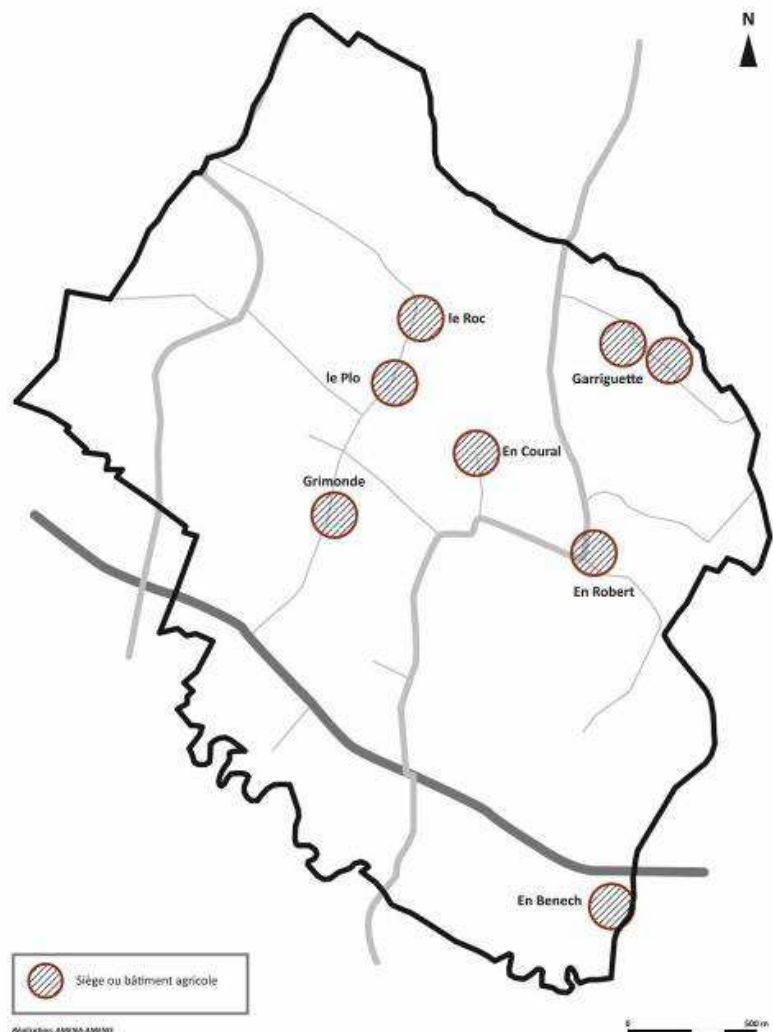 N
le Roc
le Plo
Garriguette
En Coural
Grimonde
En Robert
En Benech
Siège ou bâtiment agricole
0 500 m